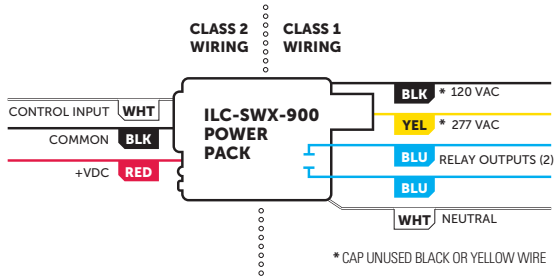 CLASS 2 WIRING
CLASS 1 WIRING
CONTROL INPUT WHT
COMMON BLK
+VDC RED
ILC-SWX-900
POWER
PACK
BLK * 120 VAC
YEL * 277 VAC
BLU RELAY OUTPUTS (2)
BLU
WHT NEUTRAL
* CAP UNUSED BLACK OR YELLOW WIRE